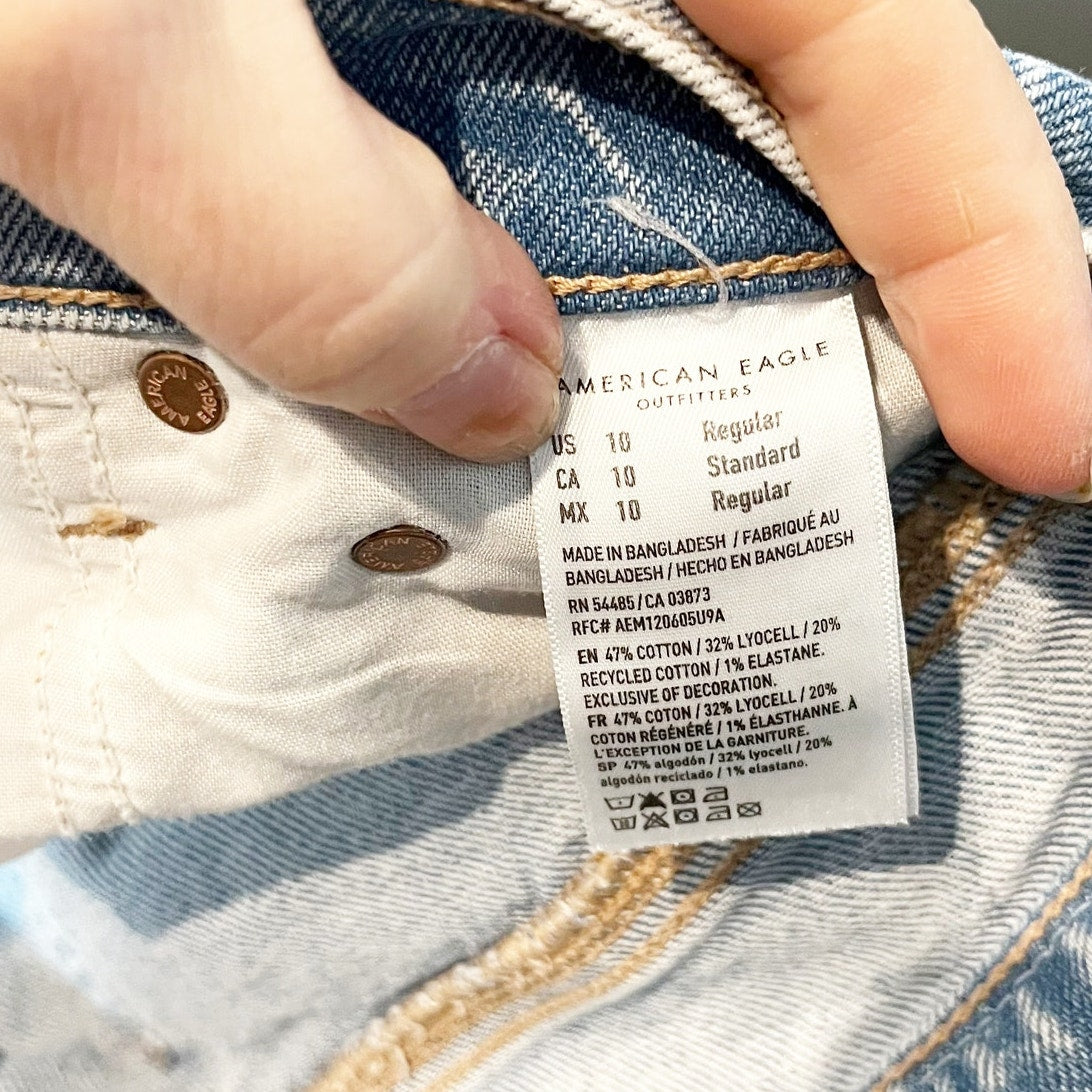 AMERICAN EAGLE
OUTFITTERS
US 10 Regular
CA 10 Standard
MX 10 Regular
MADE IN BANGLADESH / FABRIQUÉ AU
BANGLADESH / HECHO EN BANGLADESH
RN 54485 / CA 03873
RFC# AEM120605U9A
EN 47% COTTON / 32% LYOCELL / 20%
RECYCLED COTTON / 1% ELASTANE.
EXCLUSIVE OF DECORATION.
FR 47% COTON / 32% LYOCELL / 20%
COTON RÉGÉNÉRÉ / 1% ÉLASTHANNE. À
L'EXCEPTION DE LA GARNITURE.
SP 47% algodón / 32% lyocell / 20%
algodón reciclado / 1% elastano.
AMERICAN EAGLE
AMERICAN